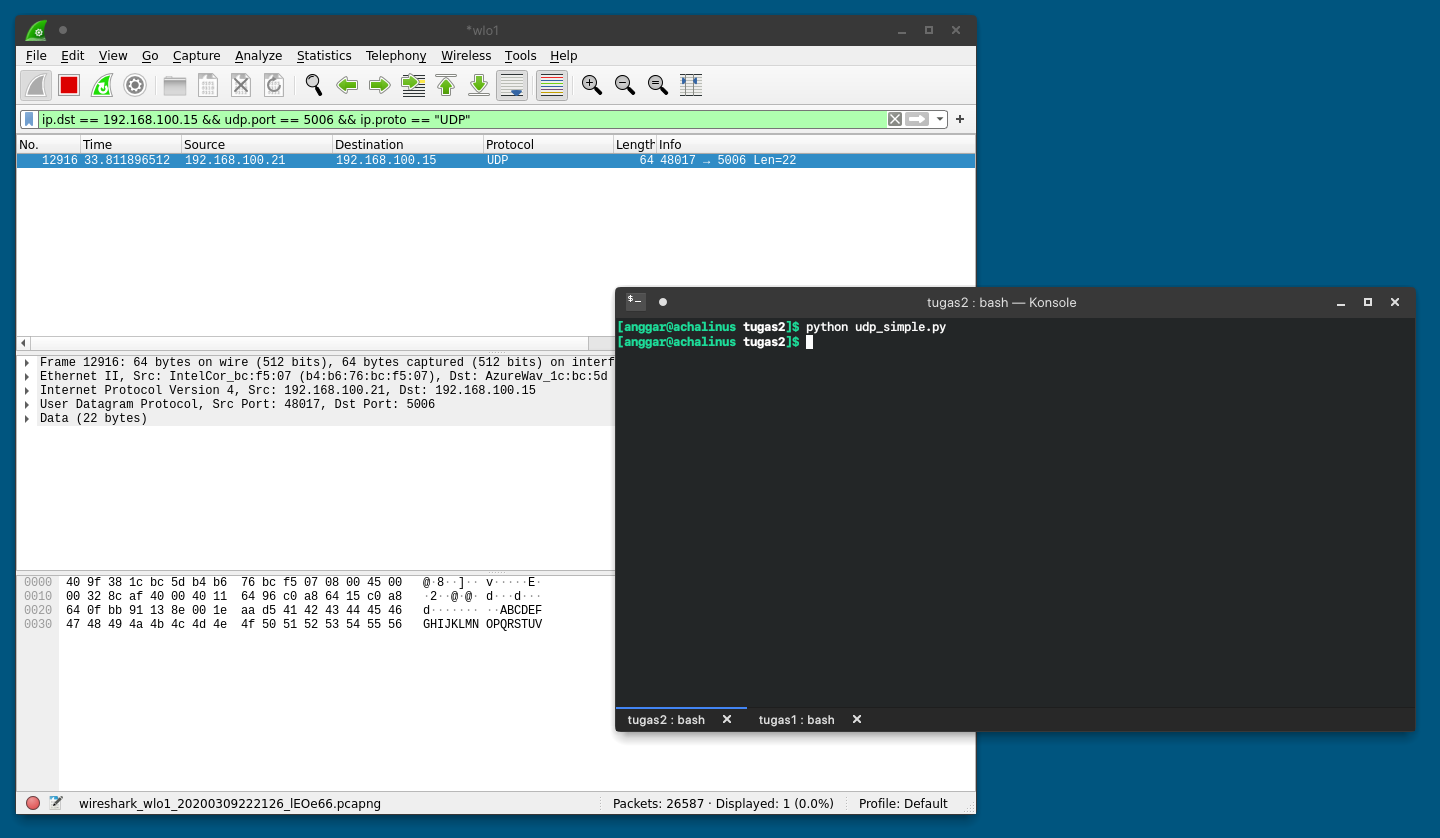 *wlo1
File Edit View Go Capture Analyze Statistics Telephony Wireless Tools Help
ip.dst == 192.168.100.15 && udp.port == 5006 && ip.proto == "UDP"
No. Time Source Destination Protocol Length Info
12916 33.811896512 192.168.100.21 192.168.100.15 UDP 64 48017 → 5006 Len=22
Frame 12916: 64 bytes on wire (512 bits), 64 bytes captured (512 bits) on interf
Ethernet II, Src: IntelCor_bc:f5:07 (b4:b6:76:bc:f5:07), Dst: AzureWav_1c:bc:5d
Internet Protocol Version 4, Src: 192.168.100.21, Dst: 192.168.100.15
User Datagram Protocol, Src Port: 48017, Dst Port: 5006
Data (22 bytes)
0000 40 9f 38 1c bc 5d b4 b6 76 bc f5 07 08 00 45 00 @·8··]·· v·····E·
0010 00 32 8c af 40 00 40 11 64 96 c0 a8 64 15 c0 a8 ·2··@·@· d···d···
0020 64 0f bb 91 13 8e 00 1e aa d5 41 42 43 44 45 46 d······· ··ABCDEF
0030 47 48 49 4a 4b 4c 4d 4e 4f 50 51 52 53 54 55 56 GHIJKLMN OPQRSTUV
wireshark_wlo1_20200309222126_lEOe66.pcapng Packets: 26587 · Displayed: 1 (0.0%) Profile: Default
tugas2 : bash — Konsole
[anggar@achalinus tugas2]$ python udp_simple.py
[anggar@achalinus tugas2]$
tugas2 : bash tugas1 : bash